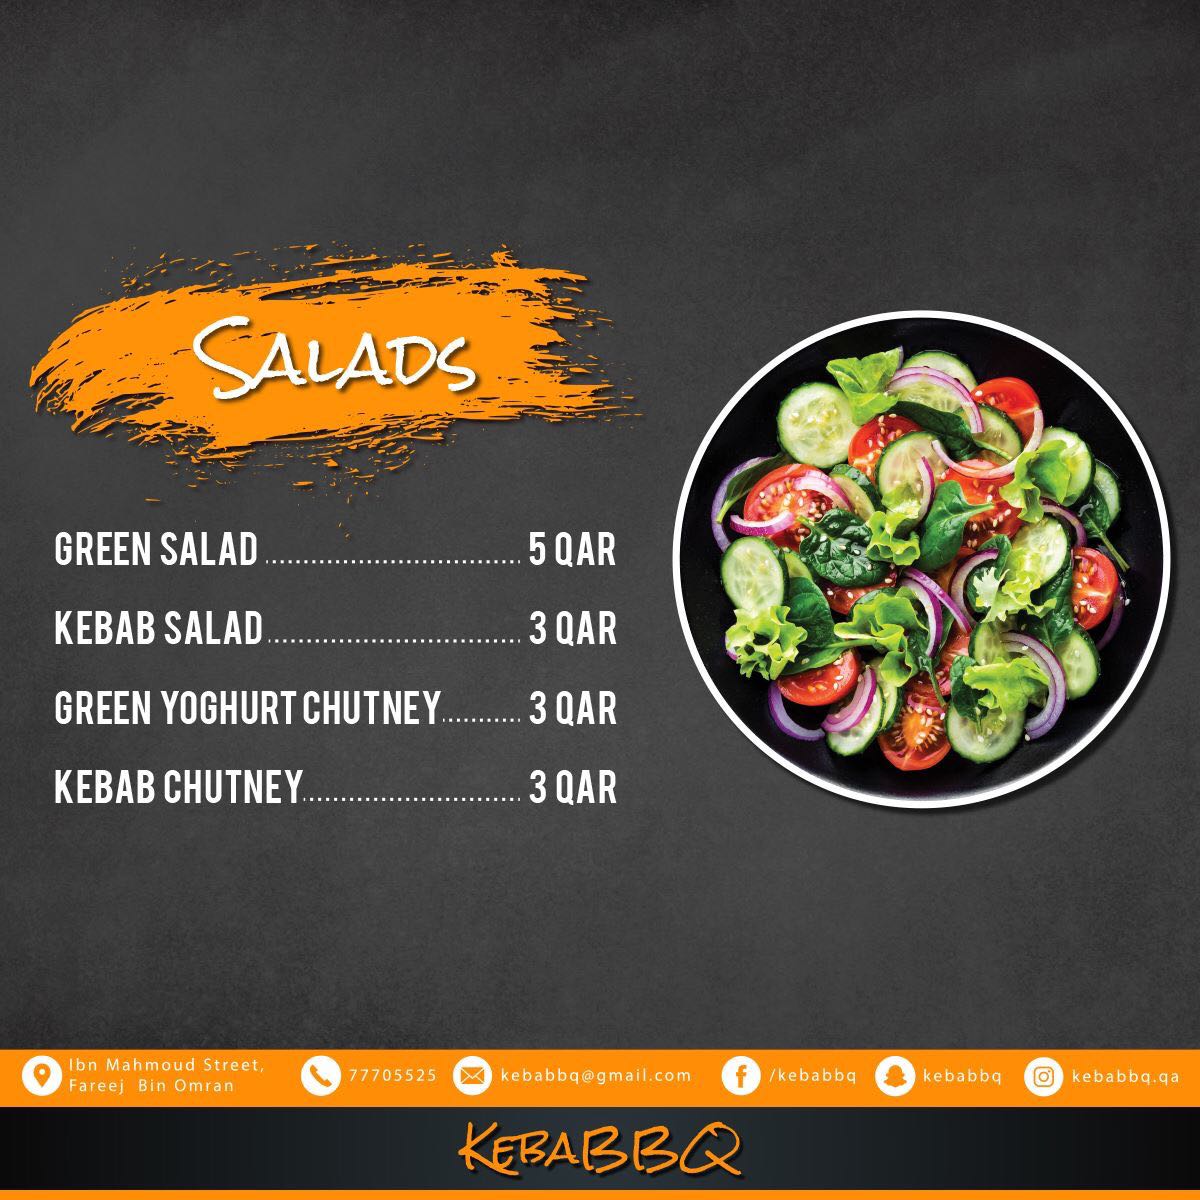 Salads
GREEN SALAD ........................... 5 QAR
KEBAB SALAD ........................... 3 QAR
GREEN YOGHURT CHUTNEY ......... 3 QAR
KEBAB CHUTNEY ....................... 3 QAR
Ibn Mahmoud Street,
Fareej Bin Omran
77705525
kebabbq@gmail.com
/kebabbq
kebabbq
kebabbq.qa
KEBABBQ